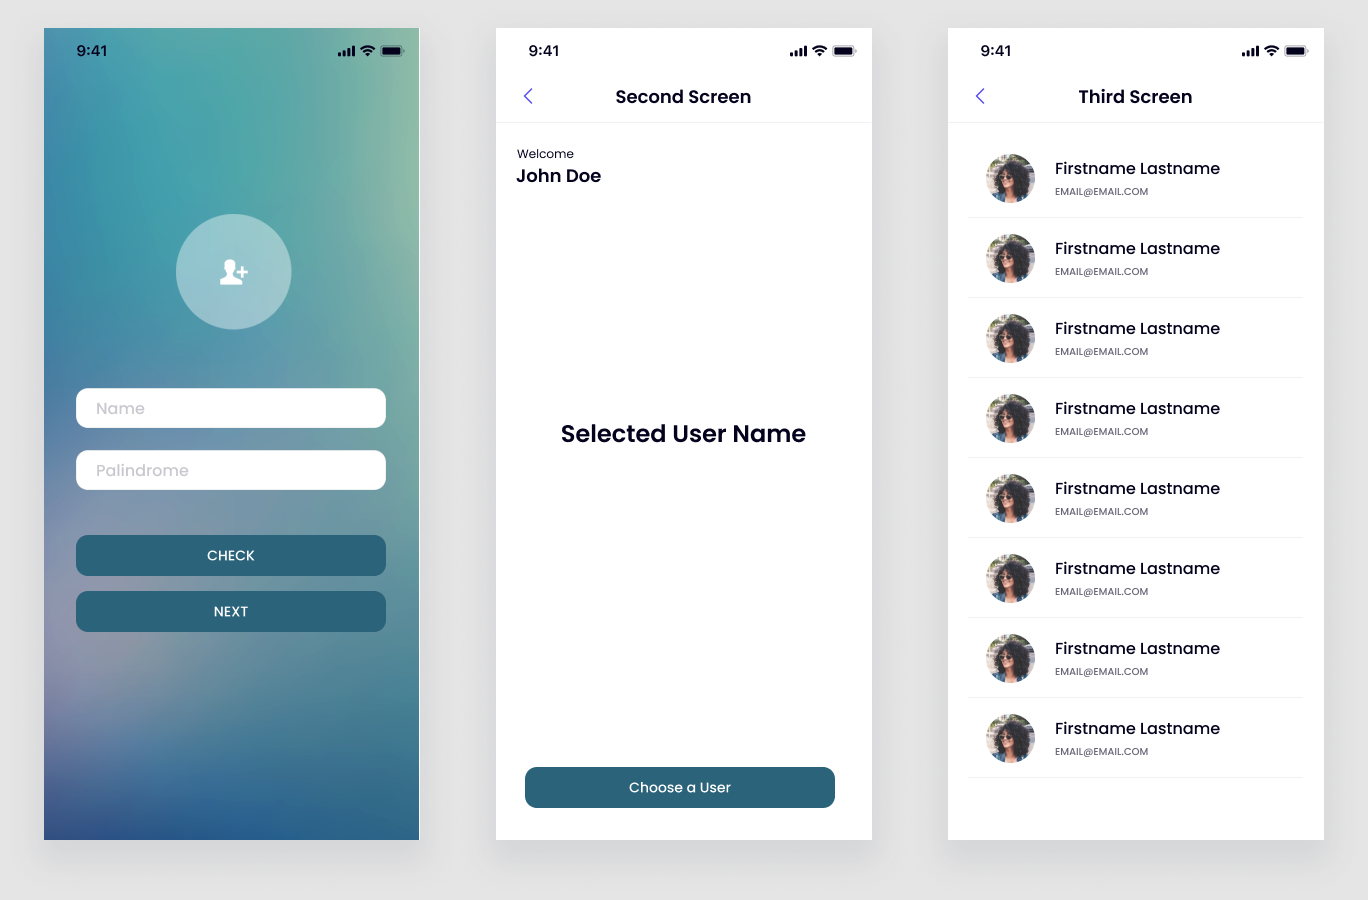 9:41
Name
Palindrome
CHECK
NEXT
9:41
Second Screen
Welcome
John Doe
Selected User Name
Choose a User
9:41
Third Screen
Firstname Lastname
EMAIL@EMAIL.COM
Firstname Lastname
EMAIL@EMAIL.COM
Firstname Lastname
EMAIL@EMAIL.COM
Firstname Lastname
EMAIL@EMAIL.COM
Firstname Lastname
EMAIL@EMAIL.COM
Firstname Lastname
EMAIL@EMAIL.COM
Firstname Lastname
EMAIL@EMAIL.COM
Firstname Lastname
EMAIL@EMAIL.COM